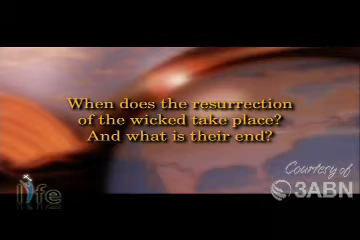 When does the resurrection
of the wicked take place?
And what is their end?
Courtesy of
3ABN
life